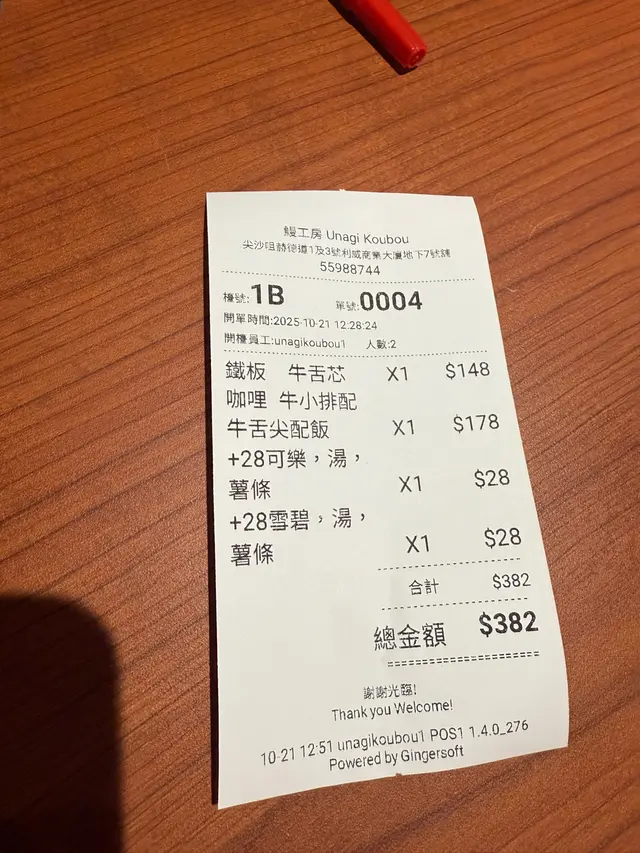 鰻工房 Unagi Koubou
尖沙咀赫德道1及3號利威商業大廈地下7號舖
55988744
檯號:1B 單號:0004
開單時間:2025-10-21 12:28:24
開檯員工:unagikoubou1 人數:2
鐵板 牛舌芯 X1 $148
咖哩 牛小排配
牛舌尖配飯 X1 $178
+28可樂，湯，
薯條 X1 $28
+28雪碧，湯，
薯條 X1 $28
合計 $382
總金額 $382
謝謝光臨!
Thank you Welcome!
10-21 12:51 unagikoubou1 POS1 1.4.0_276
Powered by Gingersoft